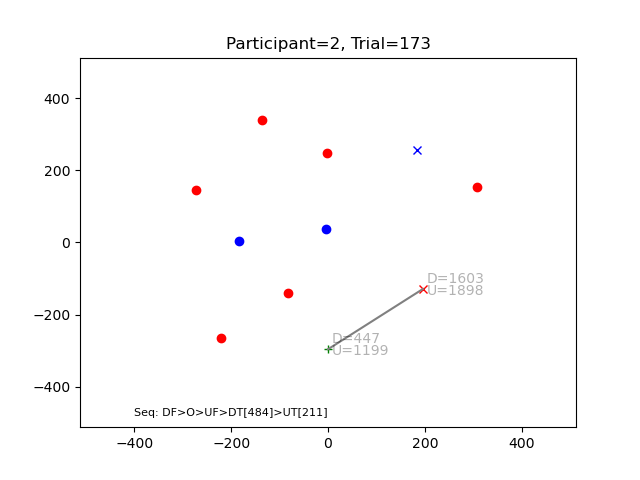 Participant=2, Trial=173
400
200
0
−200
−400
D=1603
U=1898
D=447
U=1199
Seq: DF>O>UF>DT[484]>UT[211]
−400
−200
0
200
400